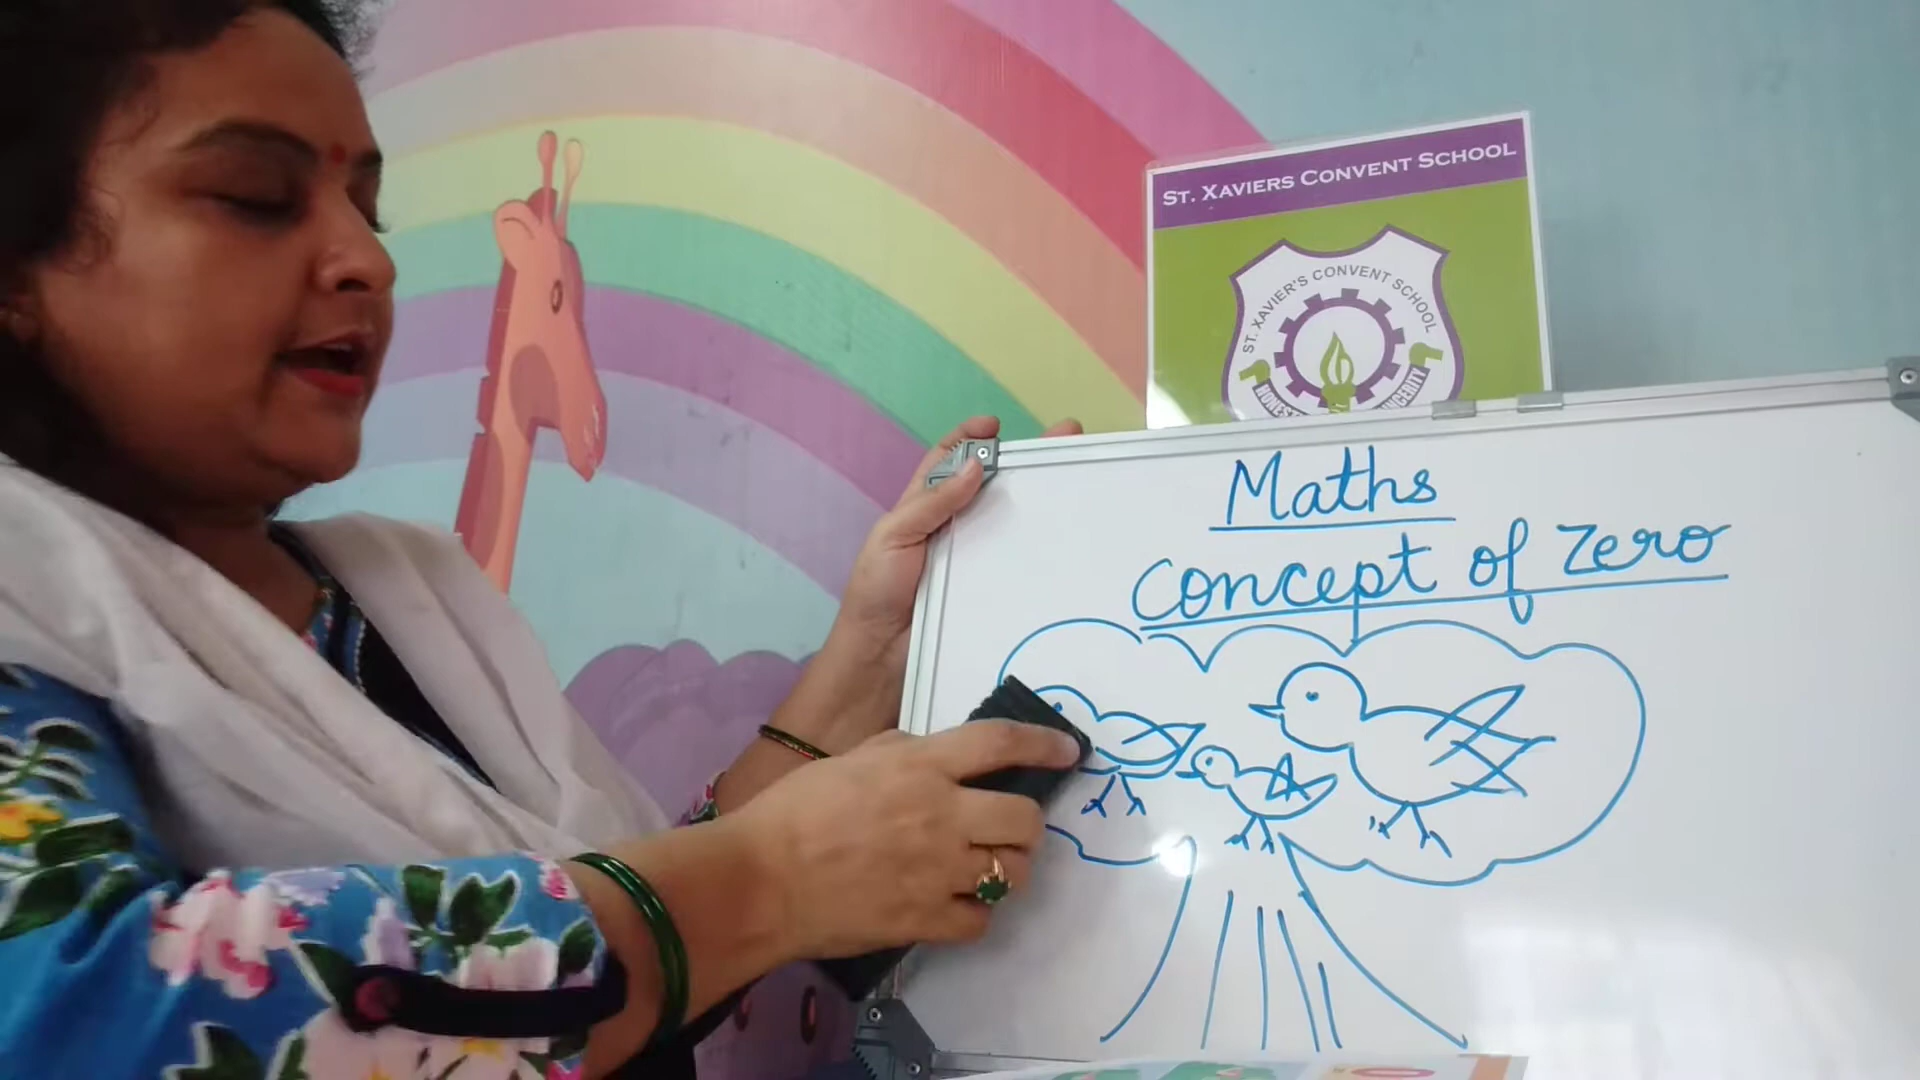 ST. XAVIERS CONVENT SCHOOL
ST. XAVIER'S CONVENT SCHOOL
Maths
Concept of Zero